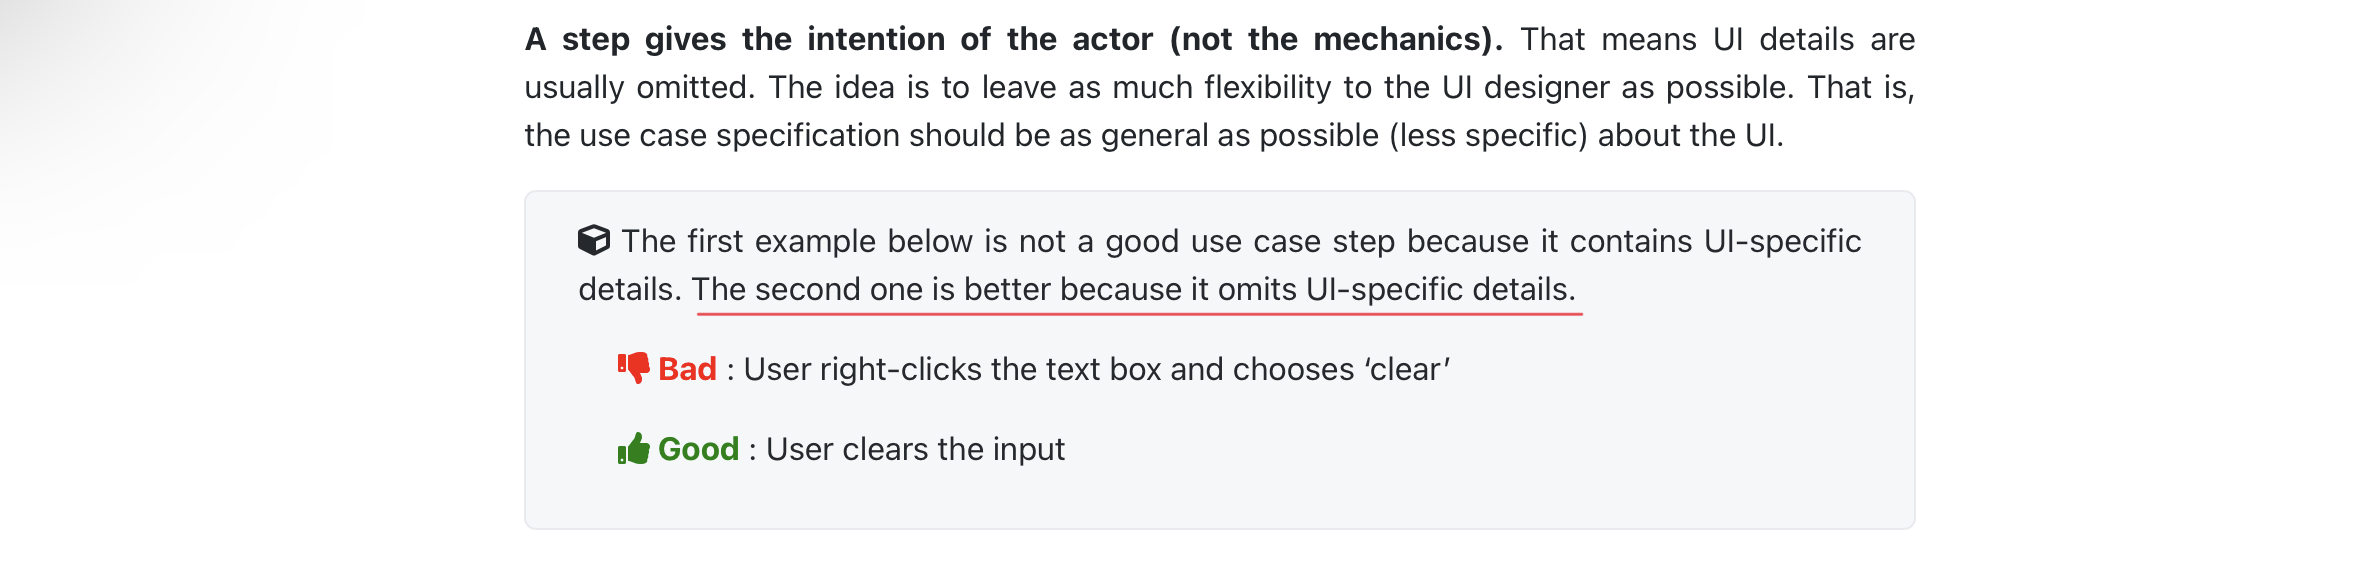 A step gives the intention of the actor (not the mechanics). That means UI details are
usually omitted. The idea is to leave as much flexibility to the UI designer as possible. That is,
the use case specification should be as general as possible (less specific) about the UI.
The first example below is not a good use case step because it contains UI-specific
details. The second one is better because it omits UI-specific details.
Bad : User right-clicks the text box and chooses ‘clear’
Good : User clears the input